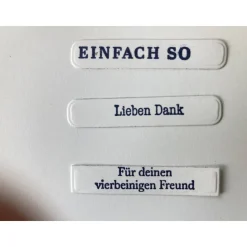 EINFACH SO
Lieben Dank
Für deinen
vierbeinigen Freund